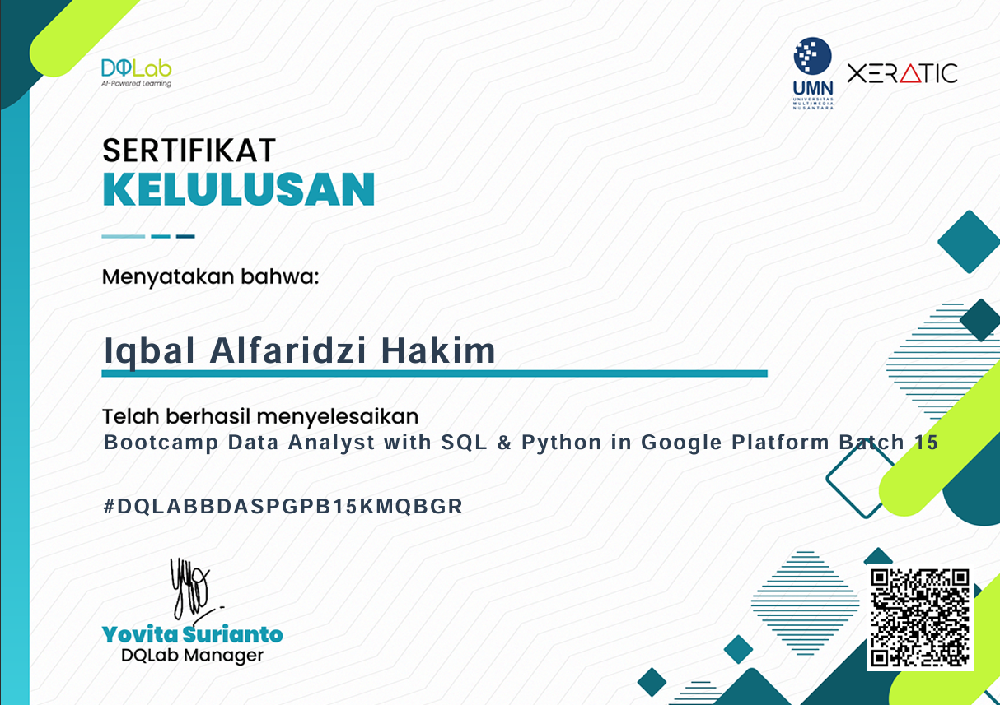 DQLab
AI-Powered Learning
UMN
UNIVERSITAS
MULTIMEDIA
NUSANTARA
XERATIC
SERTIFIKAT
KELULUSAN
Menyatakan bahwa:
Iqbal Alfaridzi Hakim
Telah berhasil menyelesaikan
Bootcamp Data Analyst with SQL & Python in Google Platform Batch 15
#DQLABBDASPGPB15KMQBGR
Yovita Surianto
DQLab Manager